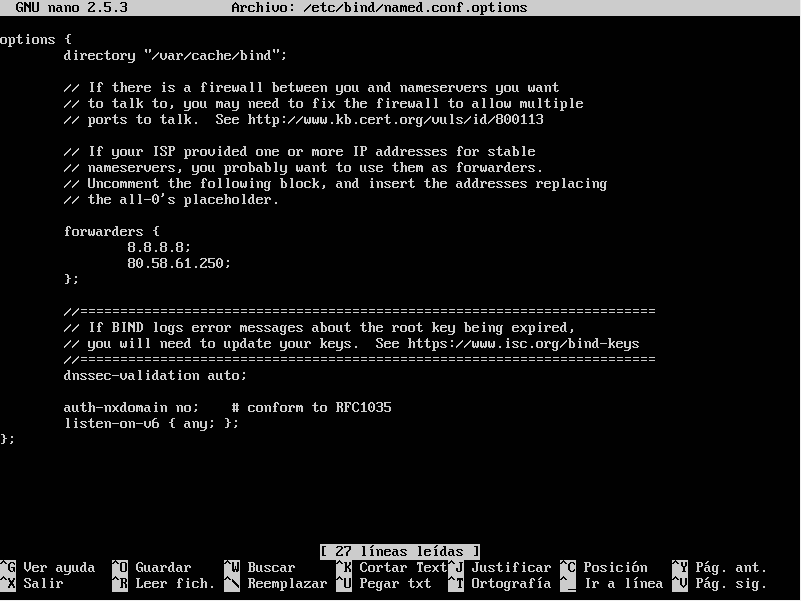 GNU nano 2.5.3 Archivo: /etc/bind/named.conf.options
options {
directory "/var/cache/bind";
// If there is a firewall between you and nameservers you want
// to talk to, you may need to fix the firewall to allow multiple
// ports to talk.  See http://www.kb.cert.org/vuls/id/800113
// If your ISP provided one or more IP addresses for stable
// nameservers, you probably want to use them as forwarders.
// Uncomment the following block, and insert the addresses replacing
// the all-0's placeholder.
forwarders {
8.8.8.8;
80.58.61.250;
};
//========================================================================
// If BIND logs error messages about the root key being expired,
// you will need to update your keys.  See https://www.isc.org/bind-keys
//========================================================================
dnssec-validation auto;
auth-nxdomain no;    # conform to RFC1035
listen-on-v6 { any; };
};
[ 27 líneas leídas ]
^G Ver ayuda ^O Guardar ^W Buscar ^K Cortar Text ^J Justificar ^C Posición ^Y Pág. ant.
^X Salir ^R Leer fich. ^\ Reemplazar ^U Pegar txt ^T Ortografía ^_ Ir a línea ^V Pág. sig.